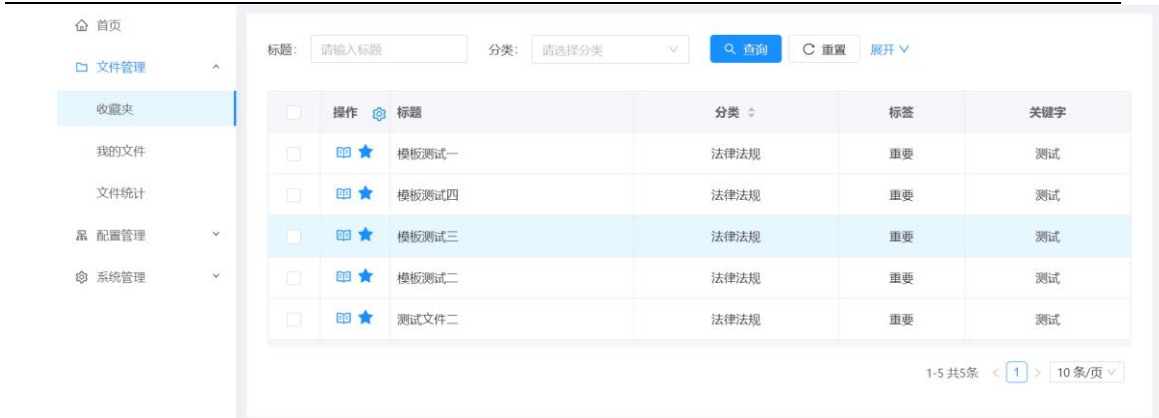 首页
文件管理
收藏夹
我的文件
文件统计
配置管理
系统管理
标题: 请输入标题 分类: 请选择分类 查询 重置 展开
操作 标题 分类 标签 关键字
模板测试一 法律法规 重要 测试
模板测试四 法律法规 重要 测试
模板测试三 法律法规 重要 测试
模板测试二 法律法规 重要 测试
测试文件二 法律法规 重要 测试
1-5 共5条 < 1 > 10 条/页